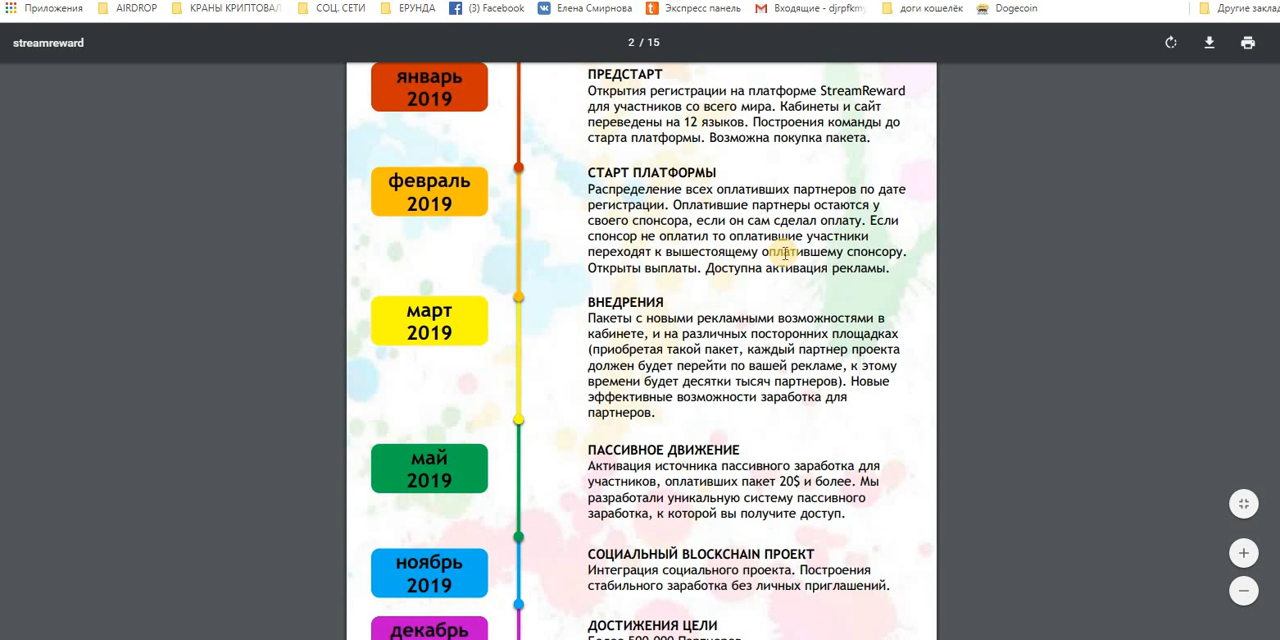 Приложения
AIRDROP
КРАНЫ КРИПТОВАЛ
СОЦ. СЕТИ
ЕРУНДА
(3) Facebook
Елена Смирнова
Экспресс панель
Входящие - djrpfkmy
доги кошелёк
Dogecoin
Другие заклад
streamreward
2 / 15
январь
2019
ПРЕДСТАРТ
Открытия регистрации на платформе StreamReward
для участников со всего мира. Кабинеты и сайт
переведены на 12 языков. Построения команды до
старта платформы. Возможна покупка пакета.
февраль
2019
СТАРТ ПЛАТФОРМЫ
Распределение всех оплативших партнеров по дате
регистрации. Оплатившие партнеры остаются у
своего спонсора, если он сам сделал оплату. Если
спонсор не оплатил то оплатившие участники
переходят к вышестоящему оплатившему спонсору.
Открыты выплаты. Доступна активация рекламы.
март
2019
ВНЕДРЕНИЯ
Пакеты с новыми рекламными возможностями в
кабинете, и на различных посторонних площадках
(приобретая такой пакет, каждый партнер проекта
должен будет перейти по вашей рекламе, к этому
времени будет десятки тысяч партнеров). Новые
эффективные возможности заработка для
партнеров.
май
2019
ПАССИВНОЕ ДВИЖЕНИЕ
Активация источника пассивного заработка для
участников, оплативших пакет 20$ и более. Мы
разработали уникальную систему пассивного
заработка, к которой вы получите доступ.
ноябрь
2019
СОЦИАЛЬНЫЙ BLOCKCHAIN ПРОЕКТ
Интеграция социального проекта. Построения
стабильного заработка без личных приглашений.
декабрь
ДОСТИЖЕНИЯ ЦЕЛИ
Более 500 000 Партнеров